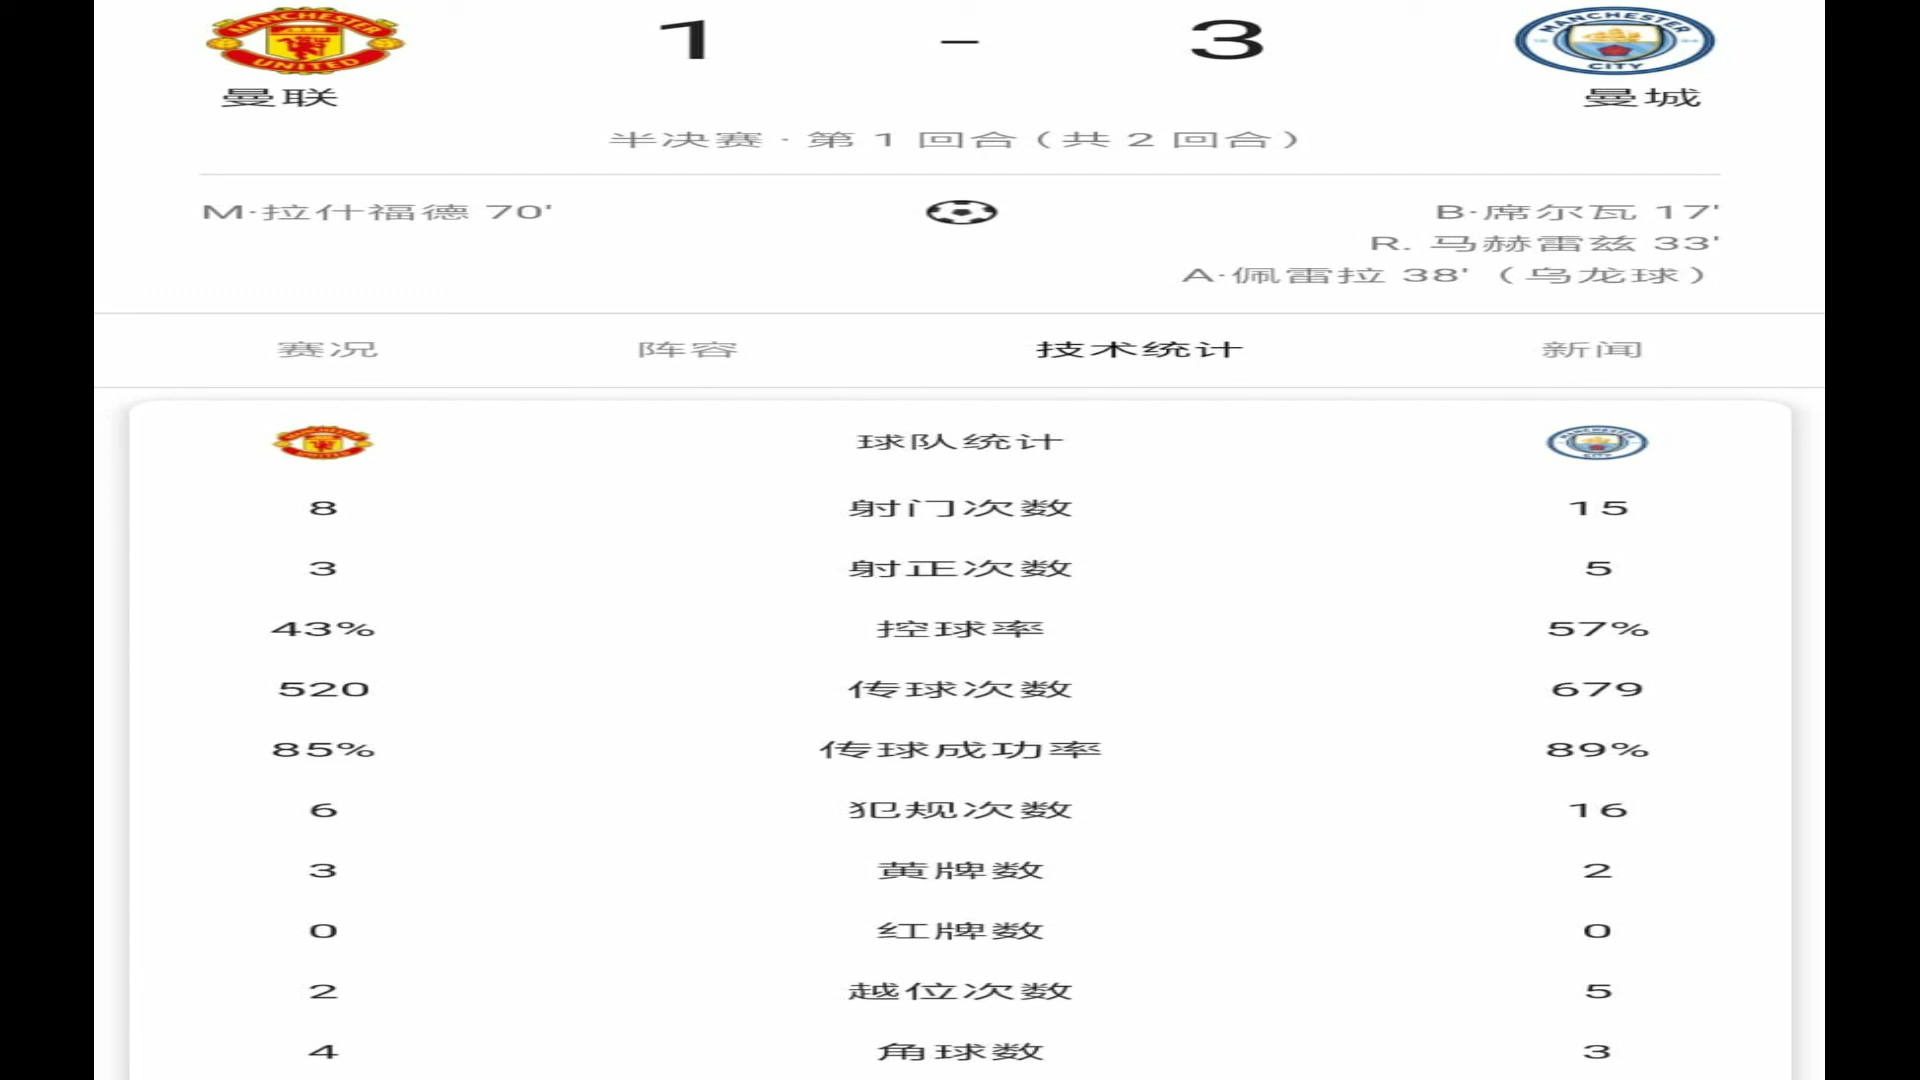 MANCHESTER UNITED
1 - 3
MANCHESTER CITY
曼联 曼城
半决赛 · 第 1 回合（共 2 回合）
M·拉什福德 70' B·席尔瓦 17'
R. 马赫雷兹 33'
A·佩雷拉 38'（乌龙球）
赛况 阵容 技术统计 新闻
球队统计
8 射门次数 15
3 射正次数 5
43% 控球率 57%
520 传球次数 679
85% 传球成功率 89%
6 犯规次数 16
3 黄牌数 2
0 红牌数 0
2 越位次数 5
4 角球数 3